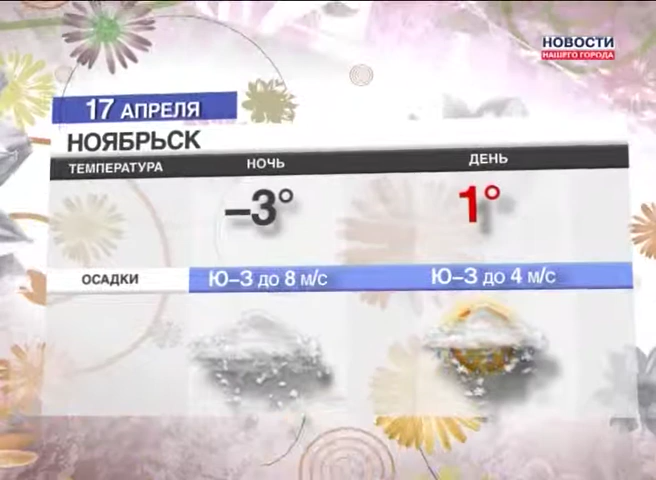 НОВОСТИ
НАШЕГО ГОРОДА
17 АПРЕЛЯ
НОЯБРЬСК
ТЕМПЕРАТУРА НОЧЬ ДЕНЬ
–3° 1°
ОСАДКИ Ю–З ДО 8 М/С Ю–З ДО 4 М/С